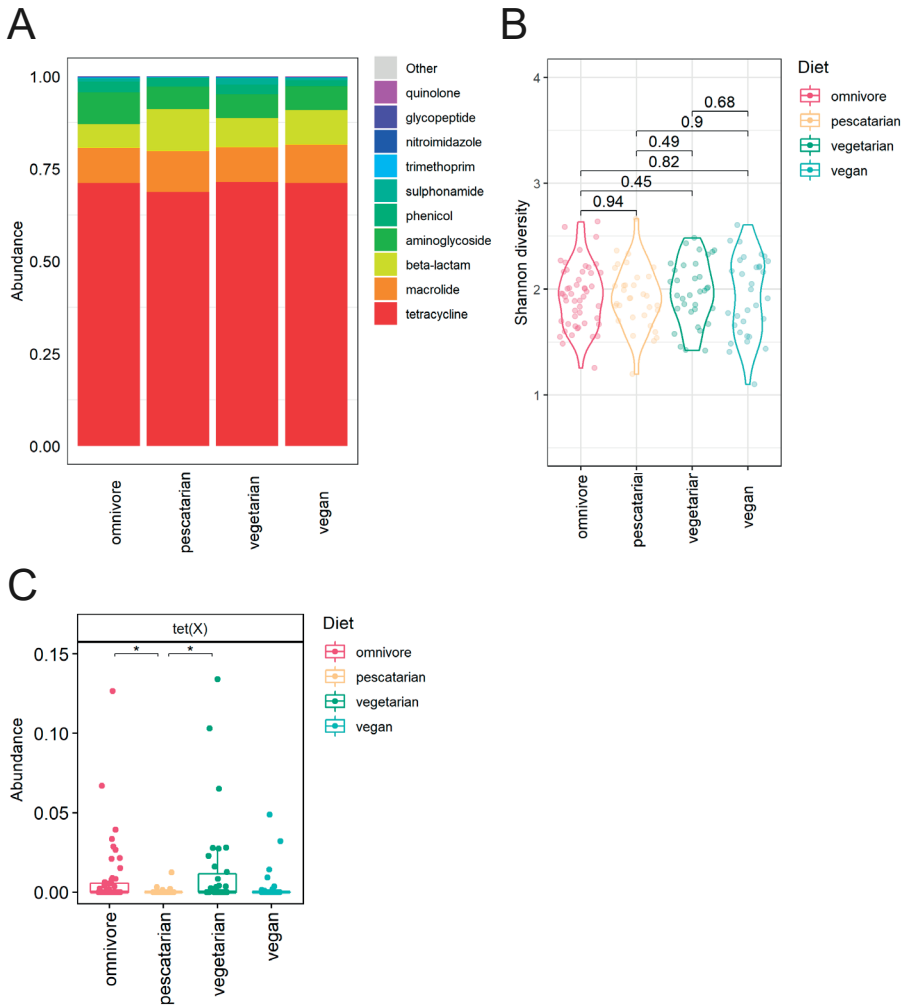 A
Abundance
1.00
0.75
0.50
0.25
0.00
omnivore
pescatarian
vegetarian
vegan
Other
quinolone
glycopeptide
nitroimidazole
trimethoprim
sulphonamide
phenicol
aminoglycoside
beta-lactam
macrolide
tetracycline
B
Shannon diversity
4
3
2
1
0.68
0.9
0.49
0.82
0.45
0.94
omnivore
pescatarial
vegetariar
vegan
Diet
omnivore
pescatarian
vegetarian
vegan
C
tet(X)
Abundance
0.15
0.10
0.05
0.00
*
*
omnivore
pescatarian
vegetarian
vegan
Diet
omnivore
pescatarian
vegetarian
vegan